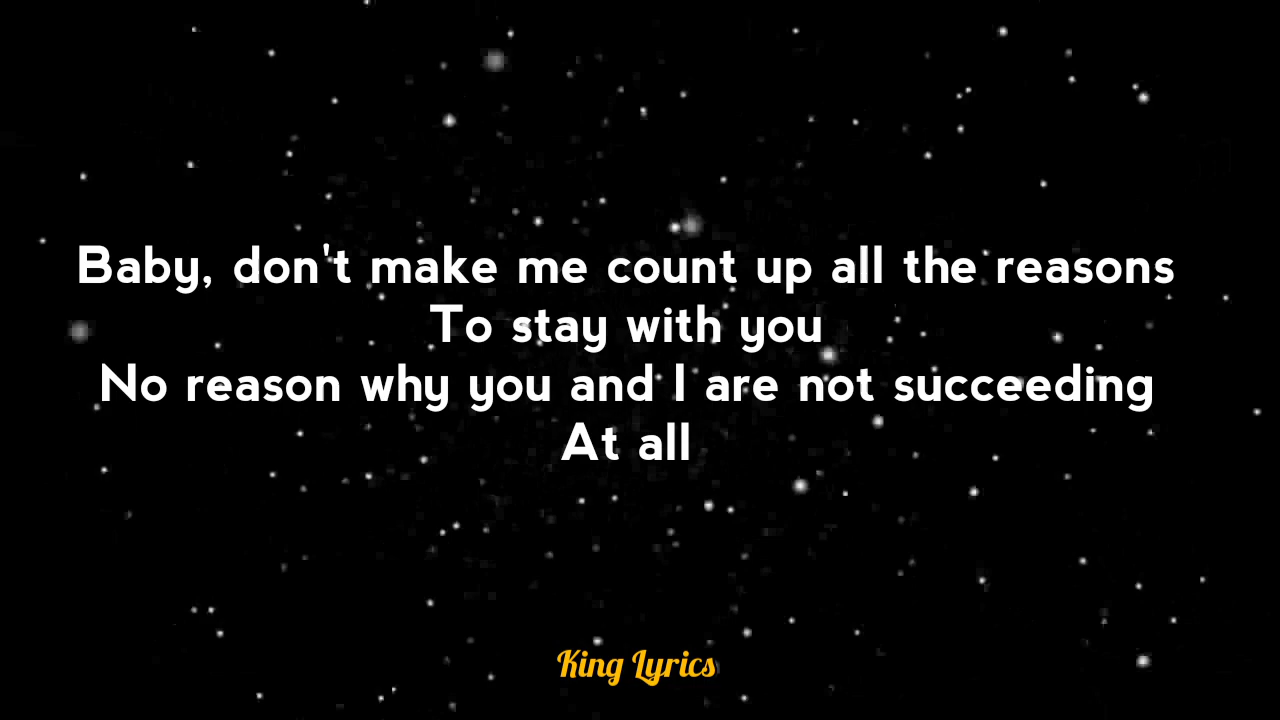 Baby, don't make me count up all the reasons
To stay with you
No reason why you and I are not succeeding
At all
King Lyrics